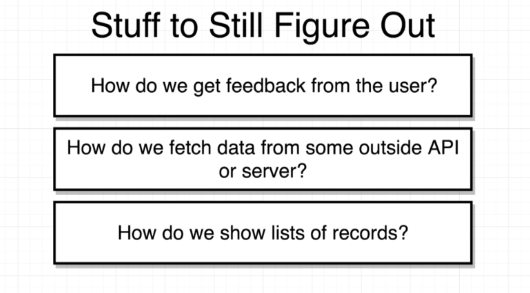 Stuff to Still Figure Out
How do we get feedback from the user?
How do we fetch data from some outside API
or server?
How do we show lists of records?